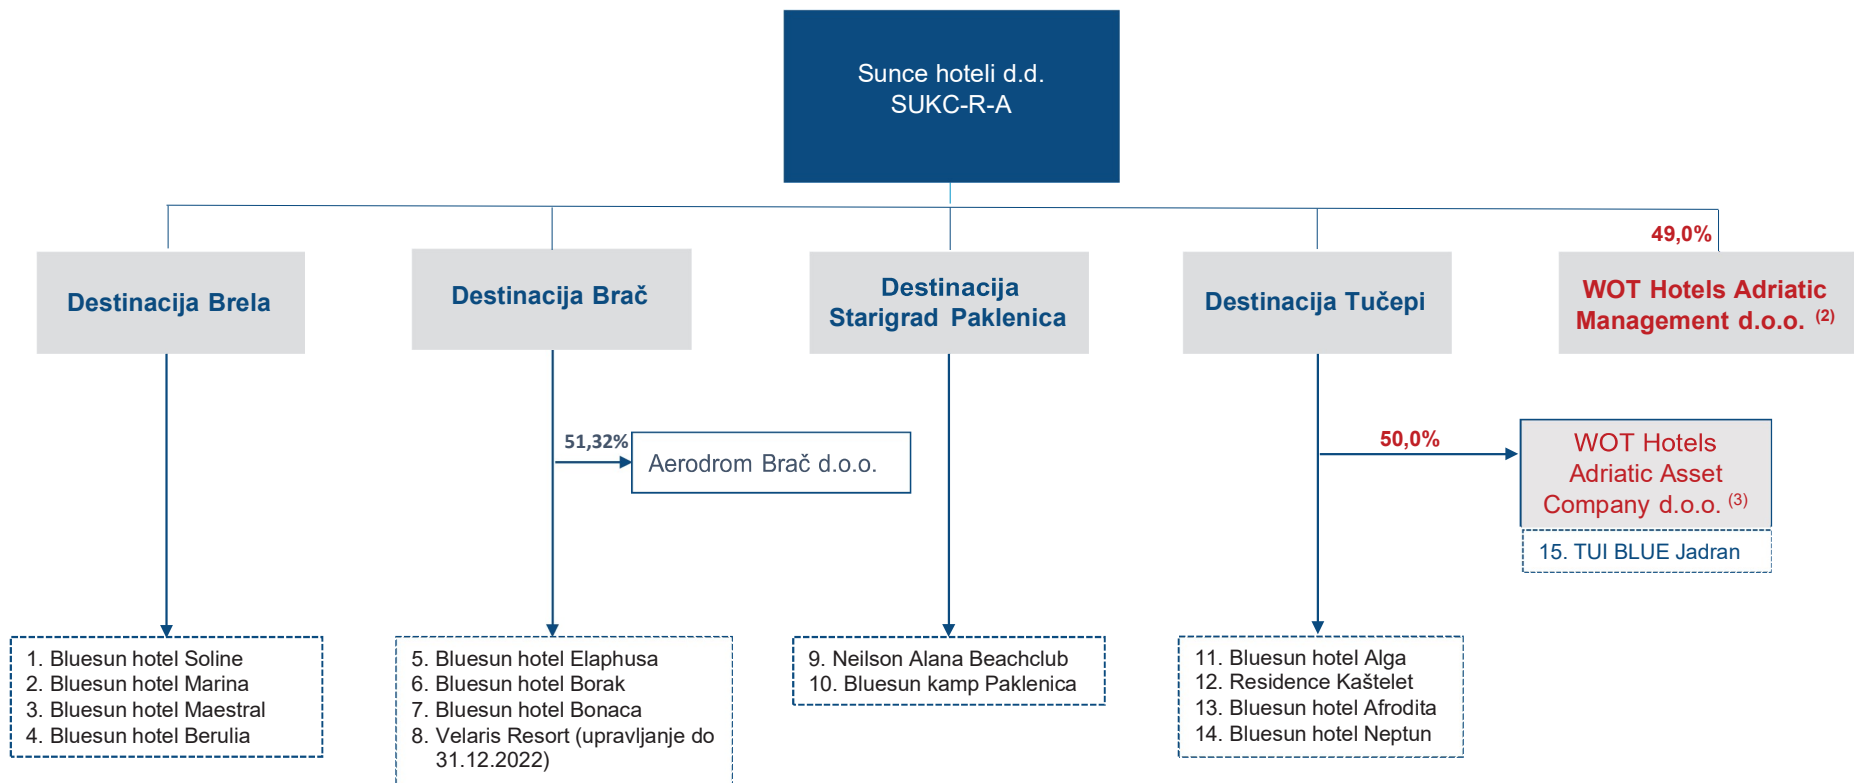 Sunce hoteli d.d.
SUKC-R-A
49,0%
Destinacija Brela
Destinacija Brač
Destinacija
Starigrad Paklenica
Destinacija Tučepi
WOT Hotels Adriatic
Management d.o.o. (2)
51,32%
Aerodrom Brač d.o.o.
50,0%
WOT Hotels
Adriatic Asset
Company d.o.o. (3)
15. TUI BLUE Jadran
1. Bluesun hotel Soline
2. Bluesun hotel Marina
3. Bluesun hotel Maestral
4. Bluesun hotel Berulia
5. Bluesun hotel Elaphusa
6. Bluesun hotel Borak
7. Bluesun hotel Bonaca
8. Velaris Resort (upravljanje do
31.12.2022)
9. Neilson Alana Beachclub
10. Bluesun kamp Paklenica
11. Bluesun hotel Alga
12. Residence Kaštelet
13. Bluesun hotel Afrodita
14. Bluesun hotel Neptun